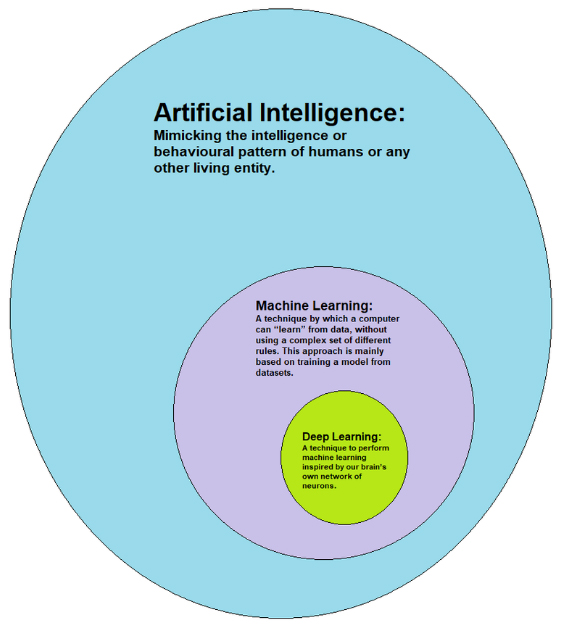 Artificial Intelligence:
Mimicking the intelligence or
behavioural pattern of humans or any
other living entity.
Machine Learning:
A technique by which a computer
can “learn” from data, without
using a complex set of different
rules. This approach is mainly
based on training a model from
datasets.
Deep Learning:
A technique to perform
machine learning
inspired by our brain's
own network of
neurons.